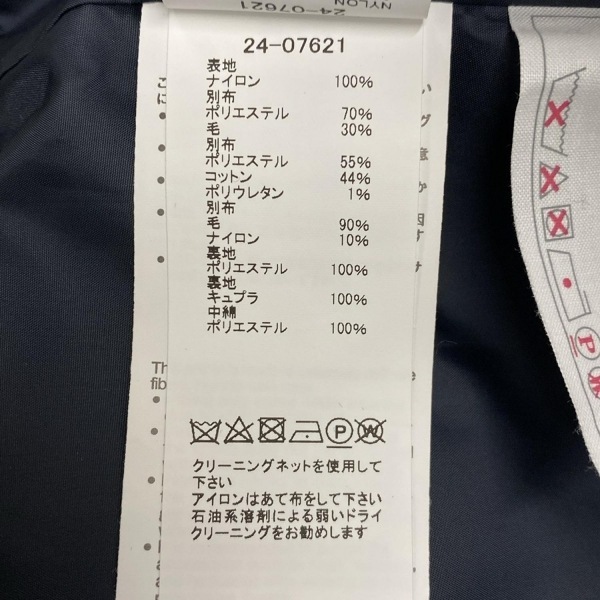 24-07621
NYLON
24-07621
表地
ナイロン 100%
別布
ポリエステル 70%
毛 30%
別布
ポリエステル 55%
コットン 44%
ポリウレタン 1%
別布
毛 90%
ナイロン 10%
裏地
ポリエステル 100%
裏地
キュプラ 100%
中綿
ポリエステル 100%
P W
クリーニングネットを使用して
下さい
アイロンはあて布をして下さい
石油系溶剤による弱いドライ
クリーニングをお勧めします
Th
fib
P